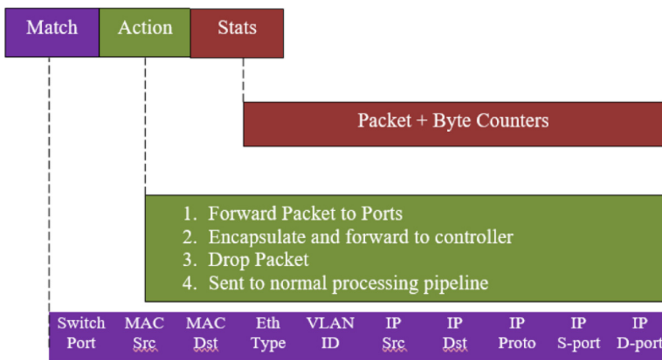 Match Action Stats
Packet + Byte Counters
1. Forward Packet to Ports
2. Encapsulate and forward to controller
3. Drop Packet
4. Sent to normal processing pipeline
Switch MAC MAC Eth VLAN IP IP IP IP IP
Port Src Dst Type ID Src Dst Proto S-port D-port